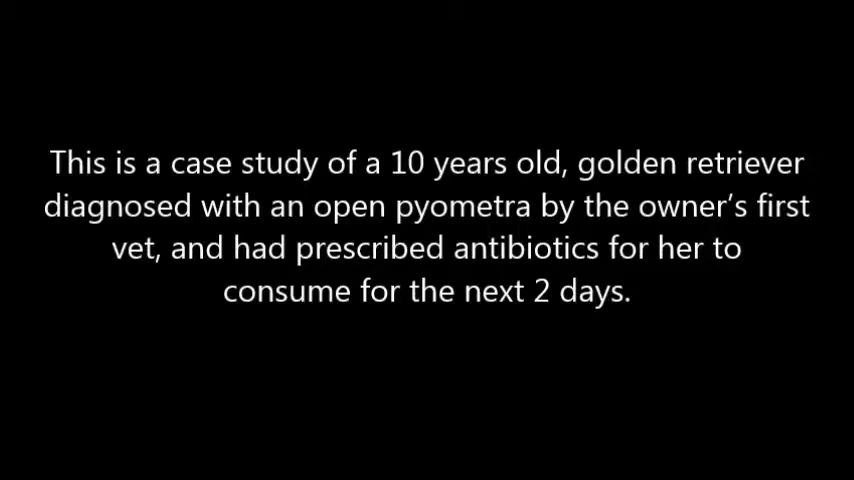 This is a case study of a 10 years old, golden retriever
diagnosed with an open pyometra by the owner’s first
vet, and had prescribed antibiotics for her to
consume for the next 2 days.